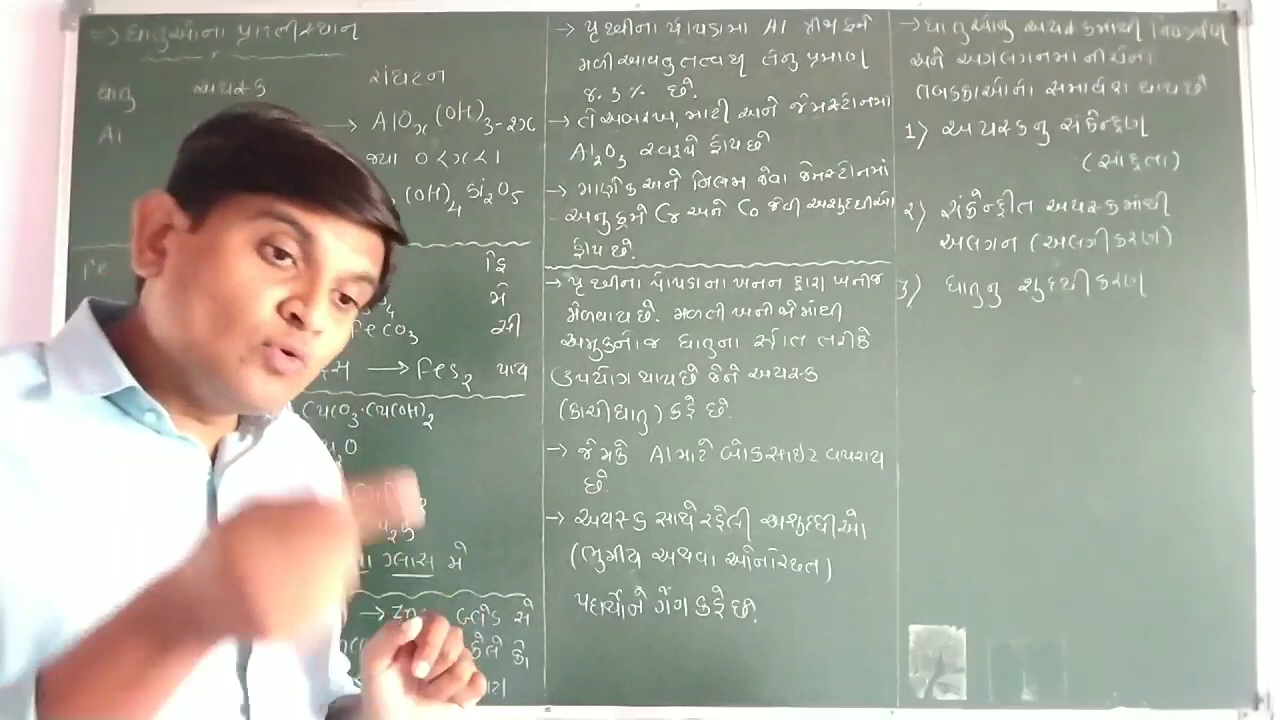 => ધાતુઓના પ્રાપ્તીસ્થાન
ધાતુ અયસ્ક સંઘટન
Al → AlOx(OH)3-2x
જ્યા 0 < x < 1
(OH)4 Si2O5
Fe હિ
મે
FeCO3 સી
→ FeS2 પાય
CuCO3·Cu(OH)2
ગ્લાસ મે
→ Zn બ્લેંડ સ્ફે
કેલે કો
→ પૃથ્વીના પોપડામા Al ત્રીજા ક્રમે
મળી આવતુ તત્વ છે તેનુ પ્રમાણ
8.3% છે.
→ તે અબરખ, માટી અને જેમસ્ટોનમા
Al2O3 સ્વરૂપે હોય છે
→ માણેક અને નિલમ જેવા જેમસ્ટોનમાં
અનુક્રમે Cr અને Co જેવી અશુદ્ધીઓ
હોય છે.
→ પૃથ્વીના પોપડાના ખનન દ્વારા ખનીજ
મેળવાય છે. મળતી ખનીજોમાંથી
અમુકનો જ ધાતુના સ્ત્રોત તરીકે
ઉપયોગ થાય છે જેને અયસ્ક
(કાચીધાતુ) કહે છે.
→ જેમકે Al માટે બોકસાઇટ વપરાય
છે
→ અયસ્ક સાથે રહેલી અશુદ્ધીઓ
(ભુમીય અથવા અનિચ્છિત)
પદાર્થોને ગેંગ કહે છે.
→ ધાતુઓનુ અયસ્કમાથી નિષ્કર્ષણ
અને અલગનમા નીચેના
તબક્કાઓનો સમાવેશ થાય છે
1) અયસ્કનુ સંકેન્દ્રણ
(સાંદ્રતા)
2) સંકેન્દ્રીત અયસ્કમાથી
અલગન (અલગીકરણ)
3) ધાતુનુ શુદ્ધીકરણ